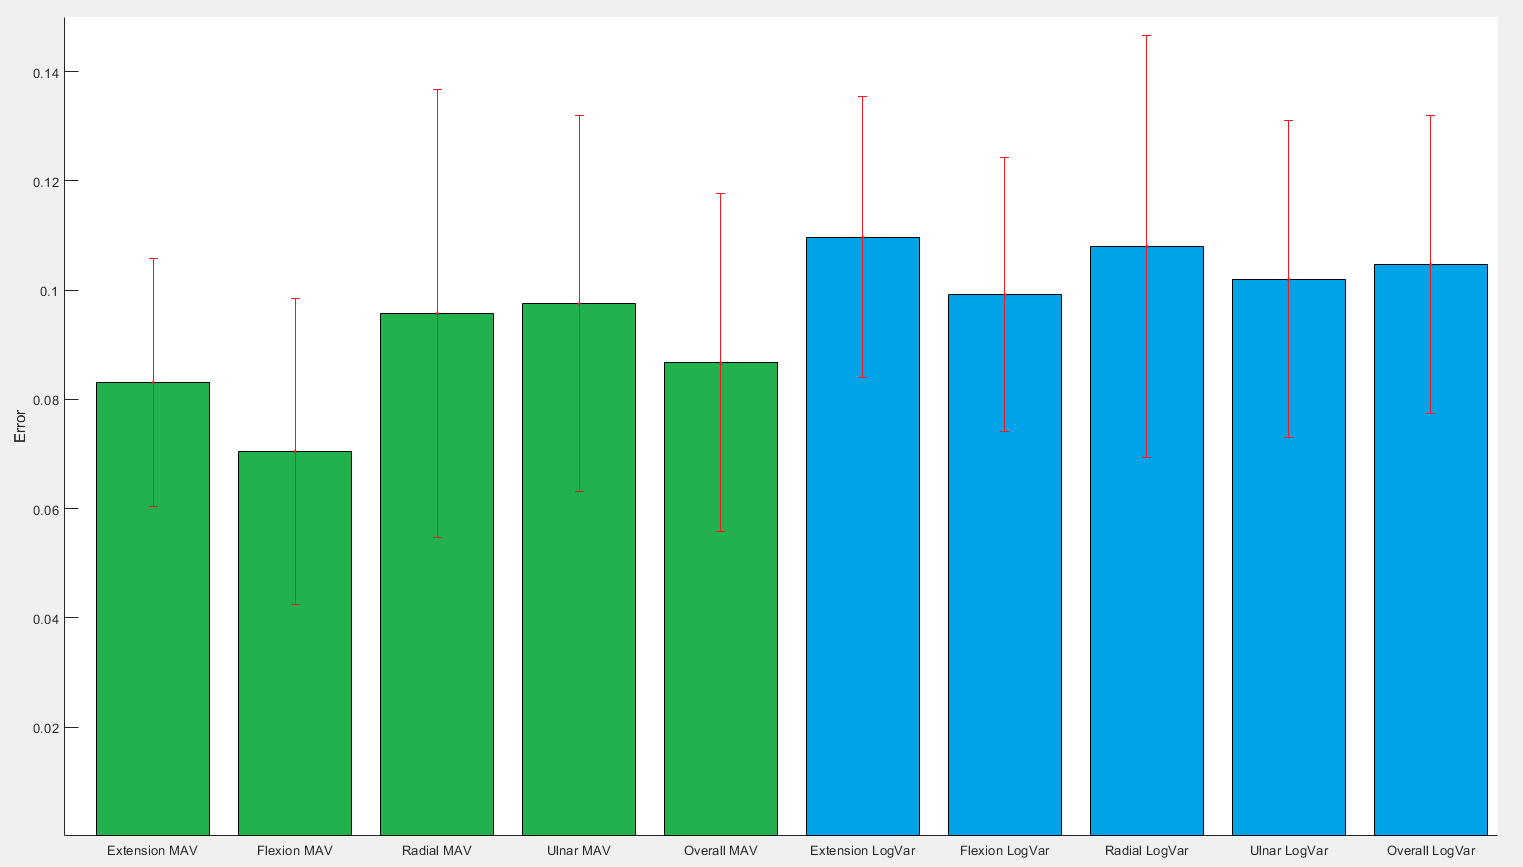 0.14
0.12
0.1
0.08
0.06
0.04
0.02
Error
Extension MAV
Flexion MAV
Radial MAV
Ulnar MAV
Overall MAV
Extension LogVar
Flexion LogVar
Radial LogVar
Ulnar LogVar
Overall LogVar